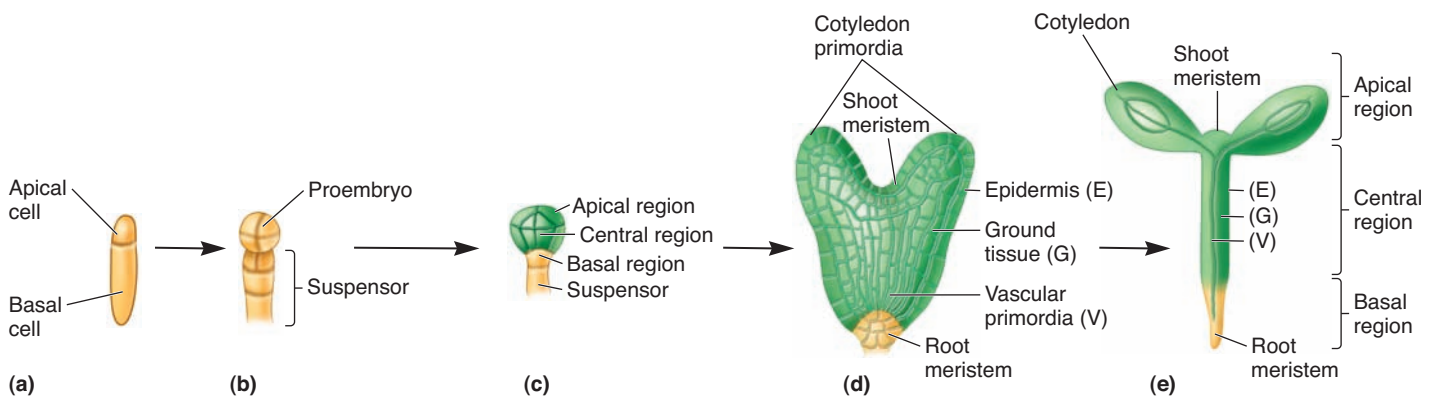 Apical
cell
Basal
cell
(a)
Proembryo
Suspensor
(b)
Apical region
Central region
Basal region
Suspensor
(c)
Cotyledon
primordia
Shoot
meristem
Epidermis (E)
Ground
tissue (G)
Vascular
primordia (V)
Root
meristem
(d)
Cotyledon
Shoot
meristem
(E)
(G)
(V)
Root
meristem
Apical
region
Central
region
Basal
region
(e)